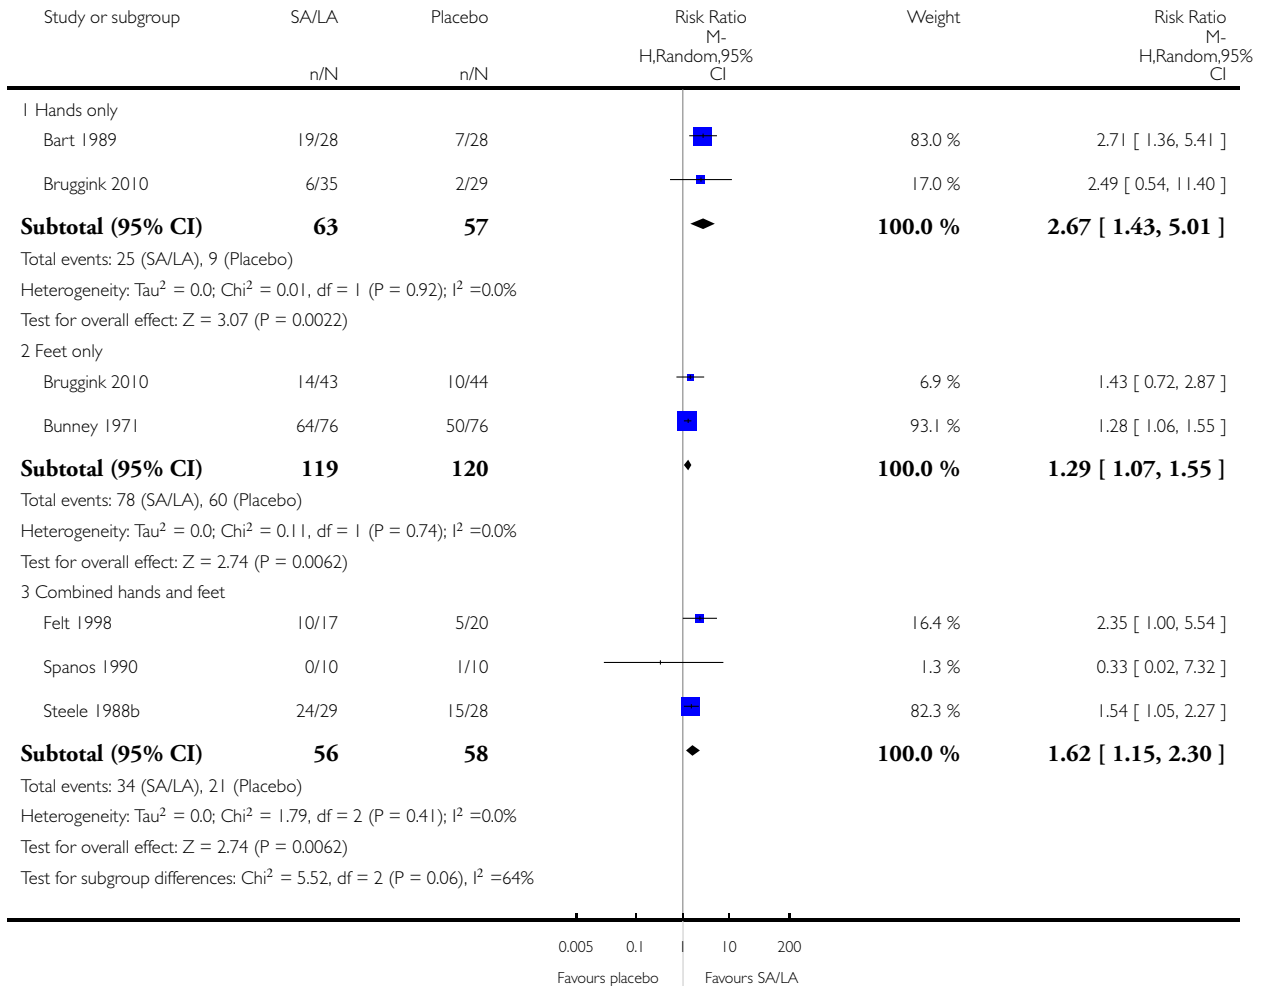 Study or subgroup SA/LA Placebo Risk Ratio Weight Risk Ratio
M- M-
H,Random,95% H,Random,95%
n/N n/N CI CI
1 Hands only
Bart 1989 19/28 7/28 83.0 % 2.71 [ 1.36, 5.41 ]
Bruggink 2010 6/35 2/29 17.0 % 2.49 [ 0.54, 11.40 ]
Subtotal (95% CI) 63 57 100.0 % 2.67 [ 1.43, 5.01 ]
Total events: 25 (SA/LA), 9 (Placebo)
Heterogeneity: Tau² = 0.0; Chi² = 0.01, df = 1 (P = 0.92); I² =0.0%
Test for overall effect: Z = 3.07 (P = 0.0022)
2 Feet only
Bruggink 2010 14/43 10/44 6.9 % 1.43 [ 0.72, 2.87 ]
Bunney 1971 64/76 50/76 93.1 % 1.28 [ 1.06, 1.55 ]
Subtotal (95% CI) 119 120 100.0 % 1.29 [ 1.07, 1.55 ]
Total events: 78 (SA/LA), 60 (Placebo)
Heterogeneity: Tau² = 0.0; Chi² = 0.11, df = 1 (P = 0.74); I² =0.0%
Test for overall effect: Z = 2.74 (P = 0.0062)
3 Combined hands and feet
Felt 1998 10/17 5/20 16.4 % 2.35 [ 1.00, 5.54 ]
Spanos 1990 0/10 1/10 1.3 % 0.33 [ 0.02, 7.32 ]
Steele 1988b 24/29 15/28 82.3 % 1.54 [ 1.05, 2.27 ]
Subtotal (95% CI) 56 58 100.0 % 1.62 [ 1.15, 2.30 ]
Total events: 34 (SA/LA), 21 (Placebo)
Heterogeneity: Tau² = 0.0; Chi² = 1.79, df = 2 (P = 0.41); I² =0.0%
Test for overall effect: Z = 2.74 (P = 0.0062)
Test for subgroup differences: Chi² = 5.52, df = 2 (P = 0.06), I² =64%
0.005 0.1 1 10 200
Favours placebo Favours SA/LA